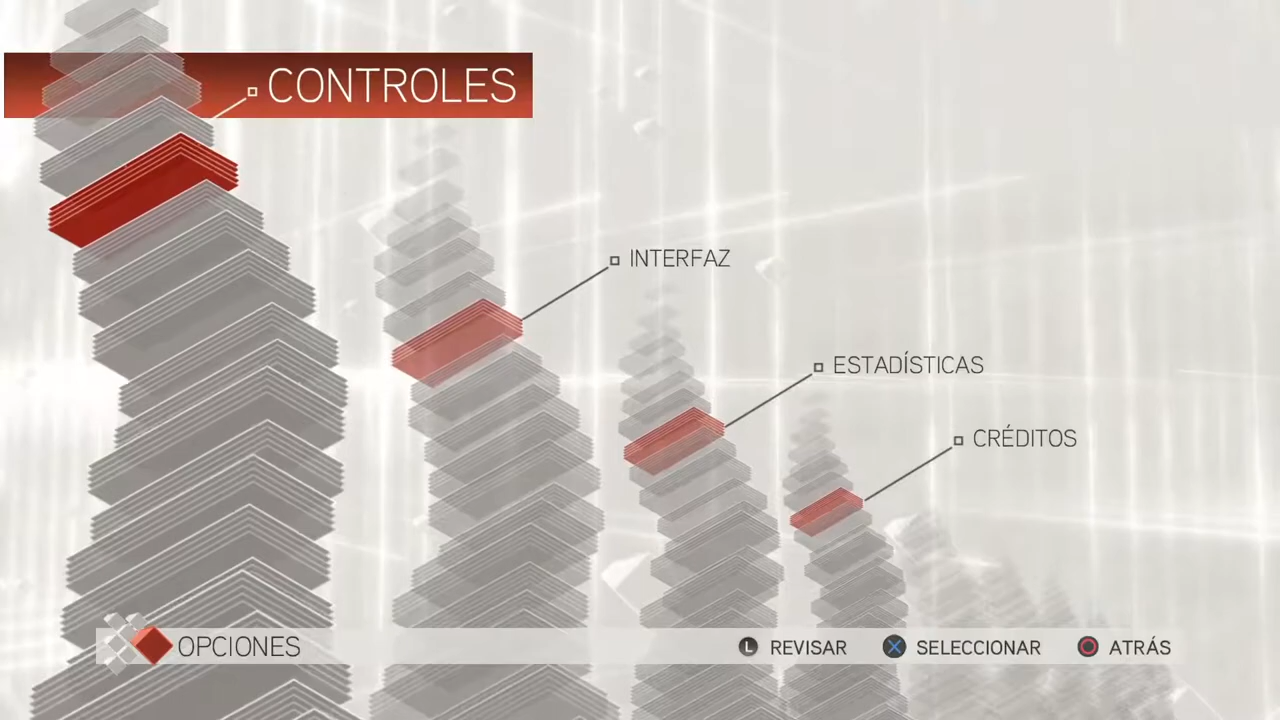 CONTROLES
INTERFAZ
ESTADÍSTICAS
CRÉDITOS
OPCIONES
L REVISAR
SELECCIONAR
ATRÁS